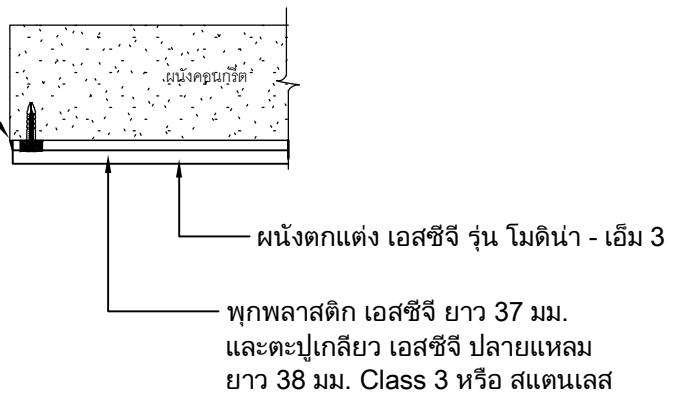 ผนังคอนกรีต
ผนังตกแต่ง เอสซีจี รุ่น โมดิน่า - เอ็ม 3
พุกพลาสติก เอสซีจี ยาว 37 มม.
และตะปูเกลียว เอสซีจี ปลายแหลม
ยาว 38 มม. Class 3 หรือ สแตนเลส